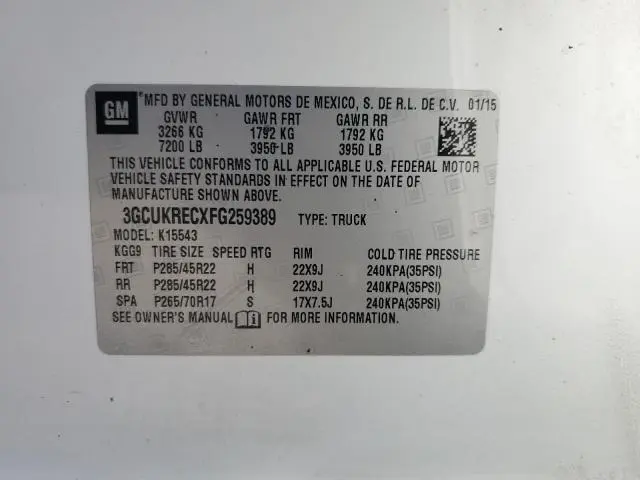 GM
®MFD BY GENERAL MOTORS DE MEXICO, S. DE R.L. DE C.V. 01/15
GVWR GAWR FRT GAWR RR
3266 KG 1792 KG 1792 KG
7200 LB 3950 LB 3950 LB
THIS VEHICLE CONFORMS TO ALL APPLICABLE U.S. FEDERAL MOTOR
VEHICLE SAFETY STANDARDS IN EFFECT ON THE DATE OF
MANUFACTURE SHOWN ABOVE.
3GCUKRECXFG259389 TYPE: TRUCK
MODEL: K15543
KGG9 TIRE SIZE SPEED RTG RIM COLD TIRE PRESSURE
FRT P285/45R22 H 22X9J 240KPA(35PSI)
RR P285/45R22 H 22X9J 240KPA(35PSI)
SPA P265/70R17 S 17X7.5J 240KPA(35PSI)
SEE OWNER'S MANUAL FOR MORE INFORMATION.